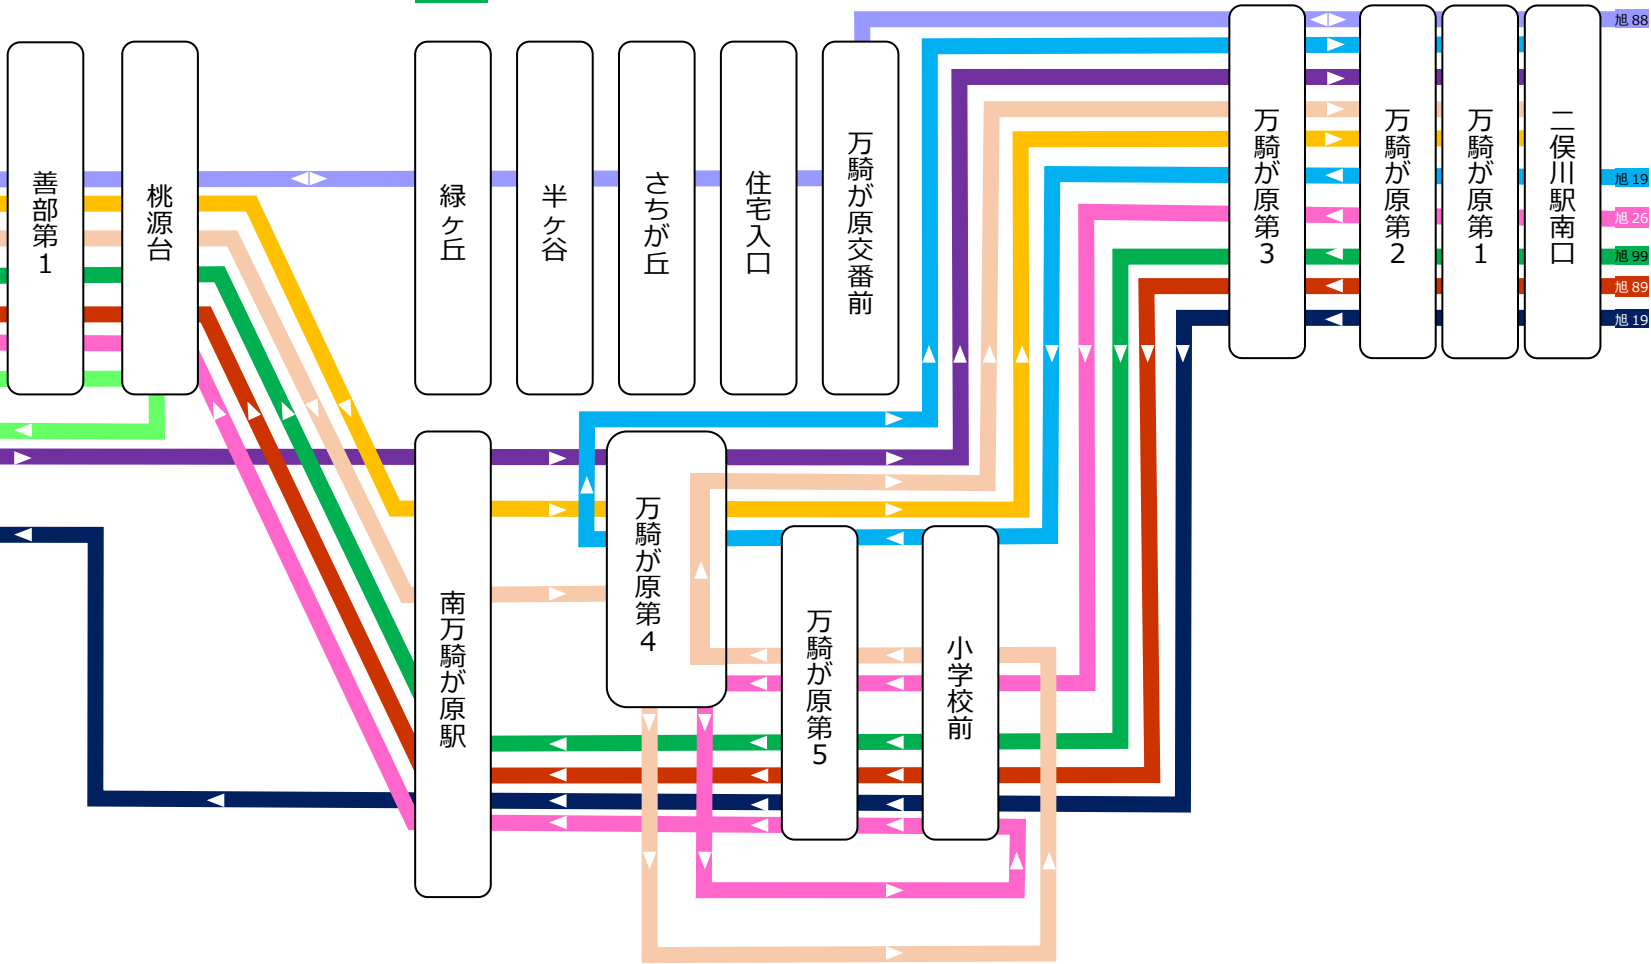 善部第1
桃源台
緑ヶ丘
半ヶ谷
さちが丘
住宅入口
万騎が原交番前
万騎が原第3
万騎が原第2
万騎が原第1
二俣川駅南口
旭 88
旭 19
旭 26
旭 99
旭 89
旭 19
南万騎が原駅
万騎が原第4
万騎が原第5
小学校前